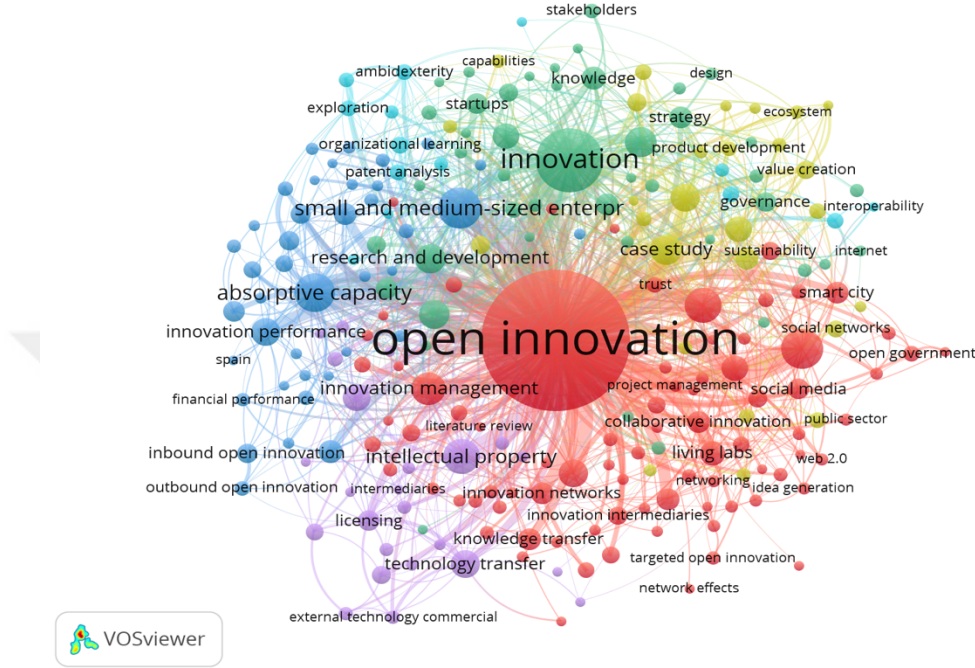 stakeholders
capabilities
ambidexterity
knowledge
design
exploration
startups
strategy
ecosystem
organizational learning
innovation
product development
patent analysis
value creation
small and medium-sized enterpr
governance
interoperability
research and development
case study
sustainability
internet
trust
absorptive capacity
smart city
innovation performance
open innovation
social networks
spain
open government
innovation management
project management
social media
financial performance
literature review
collaborative innovation
public sector
inbound open innovation
intellectual property
living labs
web 2.0
outbound open innovation
intermediaries
innovation networks
networking
idea generation
licensing
innovation intermediaries
knowledge transfer
technology transfer
targeted open innovation
network effects
external technology commercial
VOSviewer